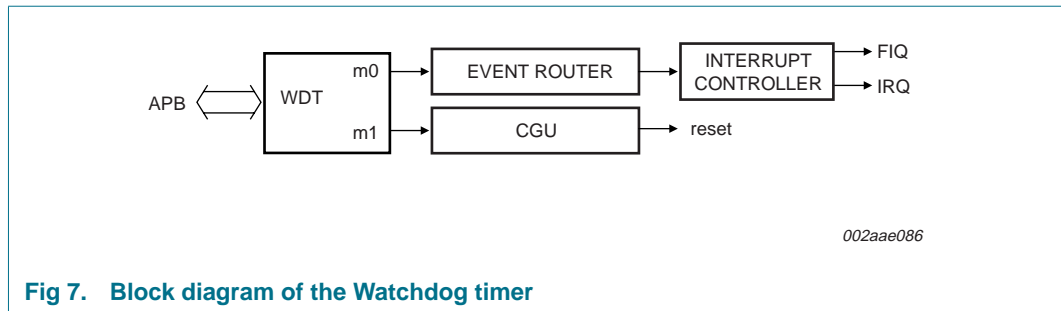 m0
EVENT ROUTER
INTERRUPT
CONTROLLER
FIQ
IRQ
APB
WDT
m1
CGU
reset
002aae086
Fig 7. Block diagram of the Watchdog timer